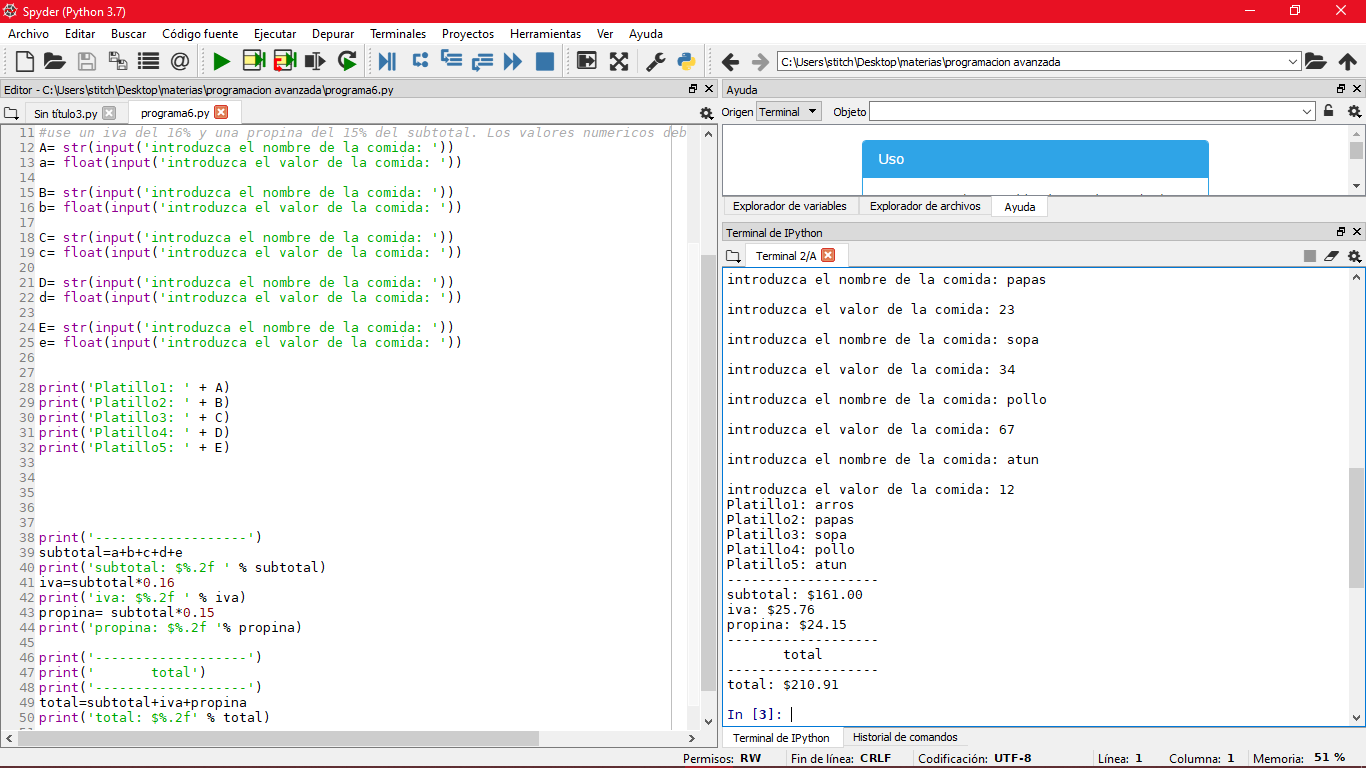 Spyder (Python 3.7)
Archivo Editar Buscar Código fuente Ejecutar Depurar Terminales Proyectos Herramientas Ver Ayuda
C:\Users\stitch\Desktop\materias\programacion avanzada
Editor - C:\Users\stitch\Desktop\materias\programacion avanzada\programa6.py
Sin título3.py programa6.py
11 #use un iva del 16% y una propina del 15% del subtotal. Los valores numericos deb
12 A= str(input('introduzca el nombre de la comida: '))
13 a= float(input('introduzca el valor de la comida: '))
14
15 B= str(input('introduzca el nombre de la comida: '))
16 b= float(input('introduzca el valor de la comida: '))
17
18 C= str(input('introduzca el nombre de la comida: '))
19 c= float(input('introduzca el valor de la comida: '))
20
21 D= str(input('introduzca el nombre de la comida: '))
22 d= float(input('introduzca el valor de la comida: '))
23
24 E= str(input('introduzca el nombre de la comida: '))
25 e= float(input('introduzca el valor de la comida: '))
26
27
28 print('Platillo1: ' + A)
29 print('Platillo2: ' + B)
30 print('Platillo3: ' + C)
31 print('Platillo4: ' + D)
32 print('Platillo5: ' + E)
33
34
35
36
37
38 print('-------------------')
39 subtotal=a+b+c+d+e
40 print('subtotal: $%.2f ' % subtotal)
41 iva=subtotal*0.16
42 print('iva: $%.2f ' % iva)
43 propina= subtotal*0.15
44 print('propina: $%.2f '% propina)
45
46 print('-------------------')
47 print('       total')
48 print('-------------------')
49 total=subtotal+iva+propina
50 print('total: $%.2f' % total)
Ayuda
Origen Terminal Objeto
Uso
Explorador de variables Explorador de archivos Ayuda
Terminal de IPython
Terminal 2/A
introduzca el nombre de la comida: papas
introduzca el valor de la comida: 23
introduzca el nombre de la comida: sopa
introduzca el valor de la comida: 34
introduzca el nombre de la comida: pollo
introduzca el valor de la comida: 67
introduzca el nombre de la comida: atun
introduzca el valor de la comida: 12
Platillo1: arros
Platillo2: papas
Platillo3: sopa
Platillo4: pollo
Platillo5: atun
-------------------
subtotal: $161.00
iva: $25.76
propina: $24.15
-------------------
       total
-------------------
total: $210.91
In [3]:
Terminal de IPython Historial de comandos
Permisos: RW Fin de línea: CRLF Codificación: UTF-8 Línea: 1 Columna: 1 Memoria: 51 %